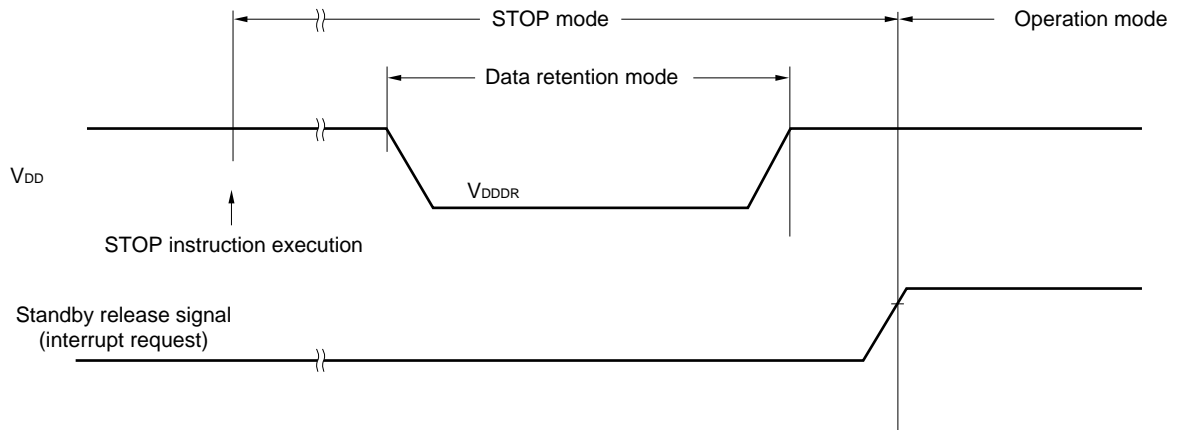 STOP mode
Operation mode
Data retention mode
VDD
VDDDR
STOP instruction execution
Standby release signal
(interrupt request)